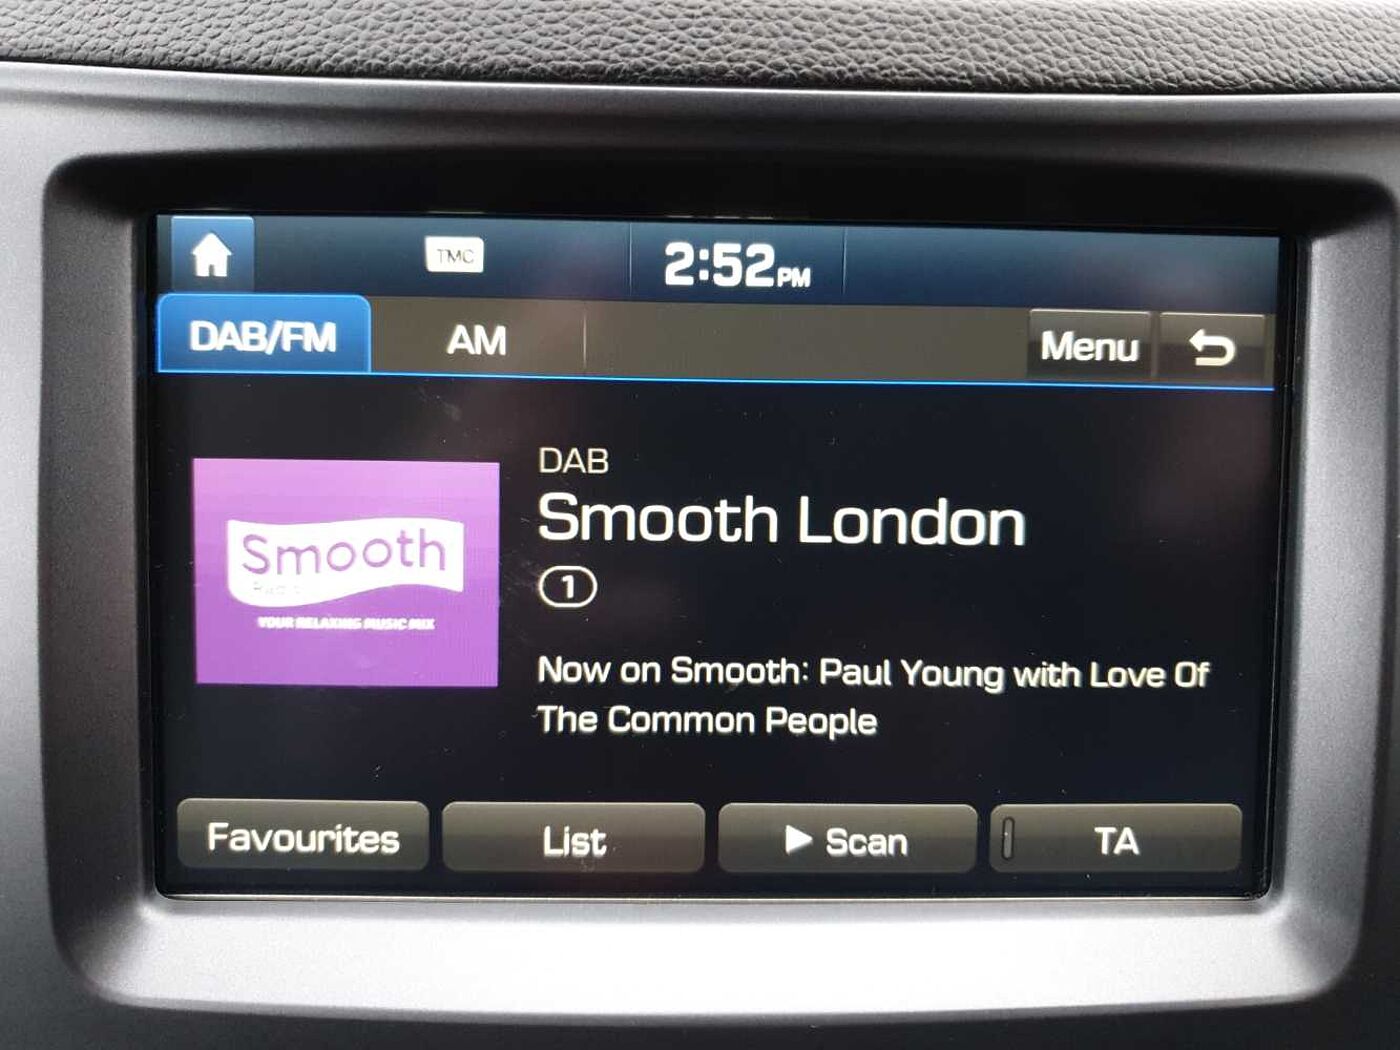 TMC
2:52PM
DAB/FM
AM
Menu
DAB
Smooth London
1
Smooth
Radio
YOUR RELAXING MUSIC MIX
Now on Smooth: Paul Young with Love Of
The Common People
Favourites
List
Scan
TA